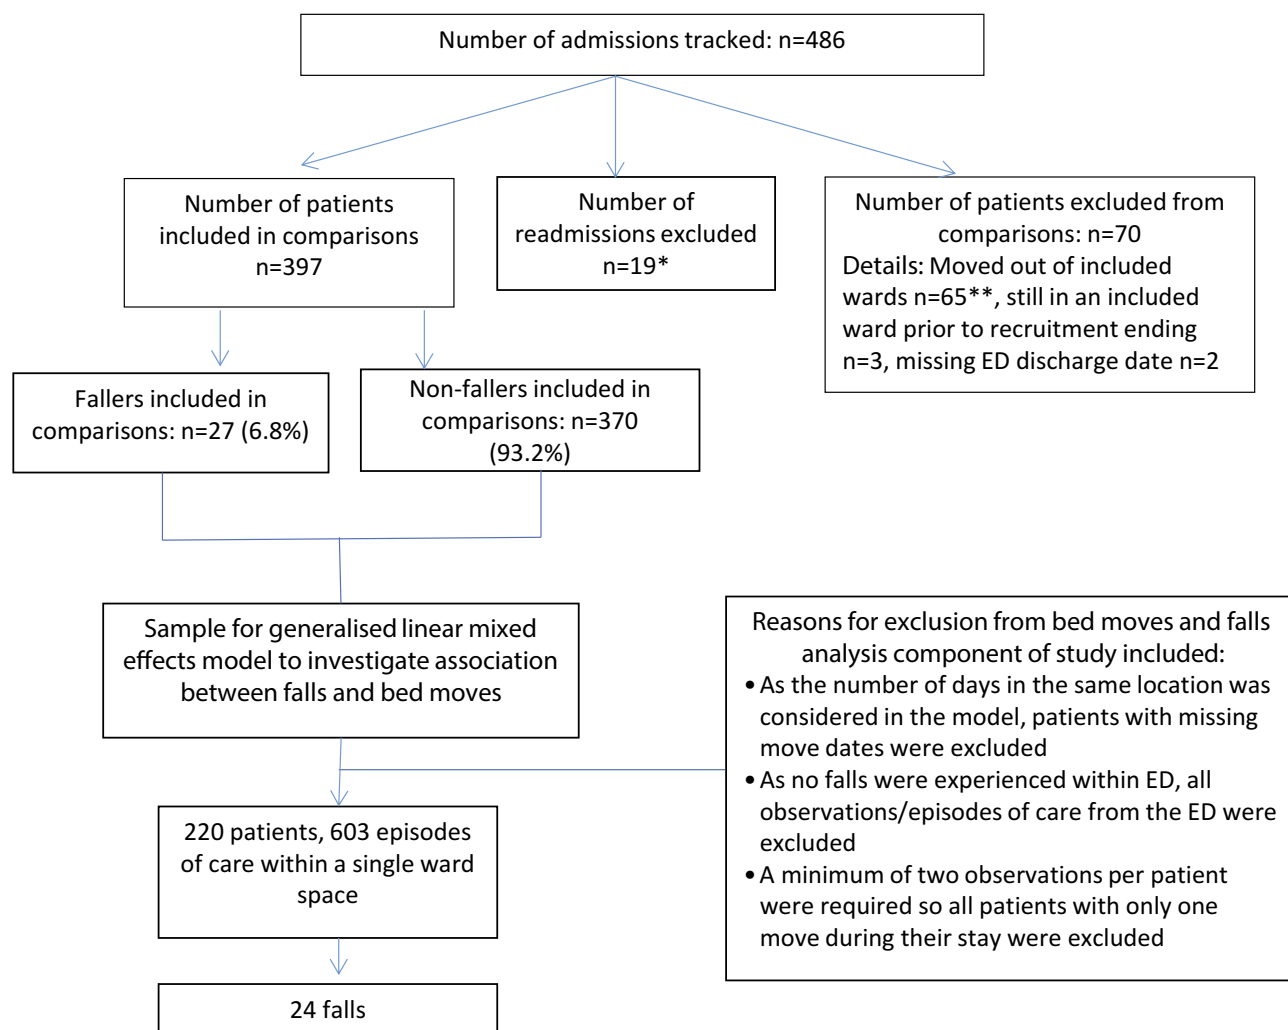 Number of admissions tracked: n=486
Number of patients
included in comparisons
n=397
Number of
readmissions excluded
n=19*
Number of patients excluded from
comparisons: n=70
Details: Moved out of included
wards n=65**, still in an included
ward prior to recruitment ending
n=3, missing ED discharge date n=2
Fallers included in
comparisons: n=27 (6.8%)
Non-fallers included in
comparisons: n=370
(93.2%)
Sample for generalised linear mixed
effects model to investigate association
between falls and bed moves
Reasons for exclusion from bed moves and falls
analysis component of study included:
• As the number of days in the same location was
considered in the model, patients with missing
move dates were excluded
• As no falls were experienced within ED, all
observations/episodes of care from the ED were
excluded
• A minimum of two observations per patient
were required so all patients with only one
move during their stay were excluded
220 patients, 603 episodes
of care within a single ward
space
24 falls